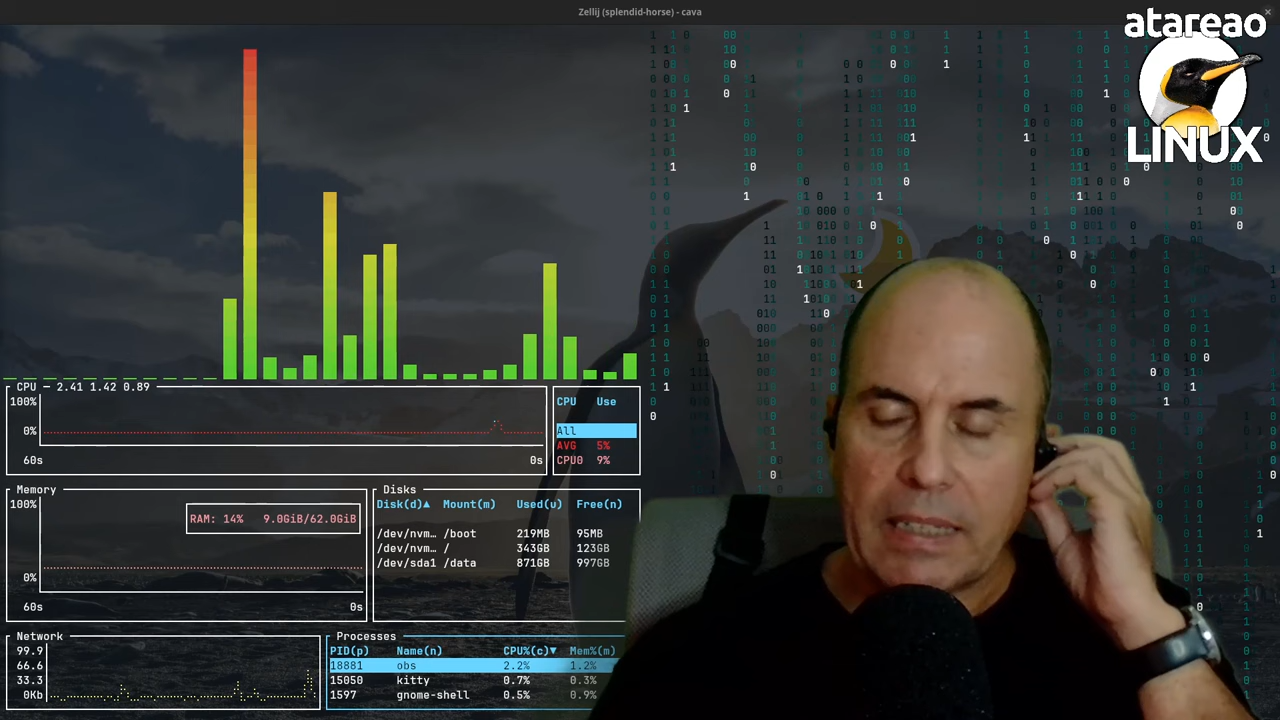 Zellij (splendid-horse) - cava
atareao
LINUX
CPU — 2.41 1.42 0.89
100%
0%
60s 0s
CPU Use
All
AVG 5%
CPU0 9%
Memory
100%
RAM: 14% 9.0GiB/62.0GiB
0%
60s 0s
Disks
Disk(d)▲ Mount(m) Used(u) Free(n)
/dev/nvm… /boot 219MB 95MB
/dev/nvm… / 343GB 123GB
/dev/sda1 /data 871GB 997GB
Network
99.9
66.6
33.3
0Kb
Processes
PID(p) Name(n) CPU%(c)▼ Mem%(m)
18881 obs 2.2% 1.2%
15050 kitty 0.7% 0.3%
1597 gnome-shell 0.5% 0.9%